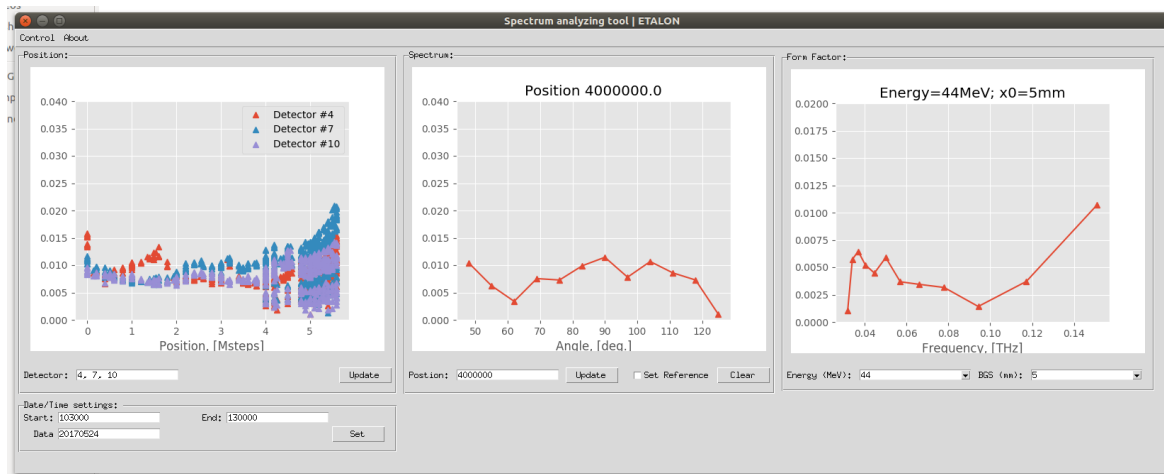 Spectrum analyzing tool | ETALON
Control About
Position:
Detector #4
Detector #7
Detector #10
0.040
0.035
0.030
0.025
0.020
0.015
0.010
0.005
0.000
0 1 2 3 4 5
Position, [Msteps]
Detector: 4, 7, 10 Update
Spectrum:
Position 4000000.0
0.040
0.035
0.030
0.025
0.020
0.015
0.010
0.005
0.000
50 60 70 80 90 100 110 120
Angle, [deg.]
Postion: 4000000 Update Set Reference Clear
Form Factor:
Energy=44MeV; x0=5mm
0.0200
0.0175
0.0150
0.0125
0.0100
0.0075
0.0050
0.0025
0.0000
0.04 0.06 0.08 0.10 0.12 0.14
Frequency, [THz]
Energy (MeV): 44 BGS (mm): 5
Date/Time settings:
Start: 103000 End: 130000
Data 20170524 Set